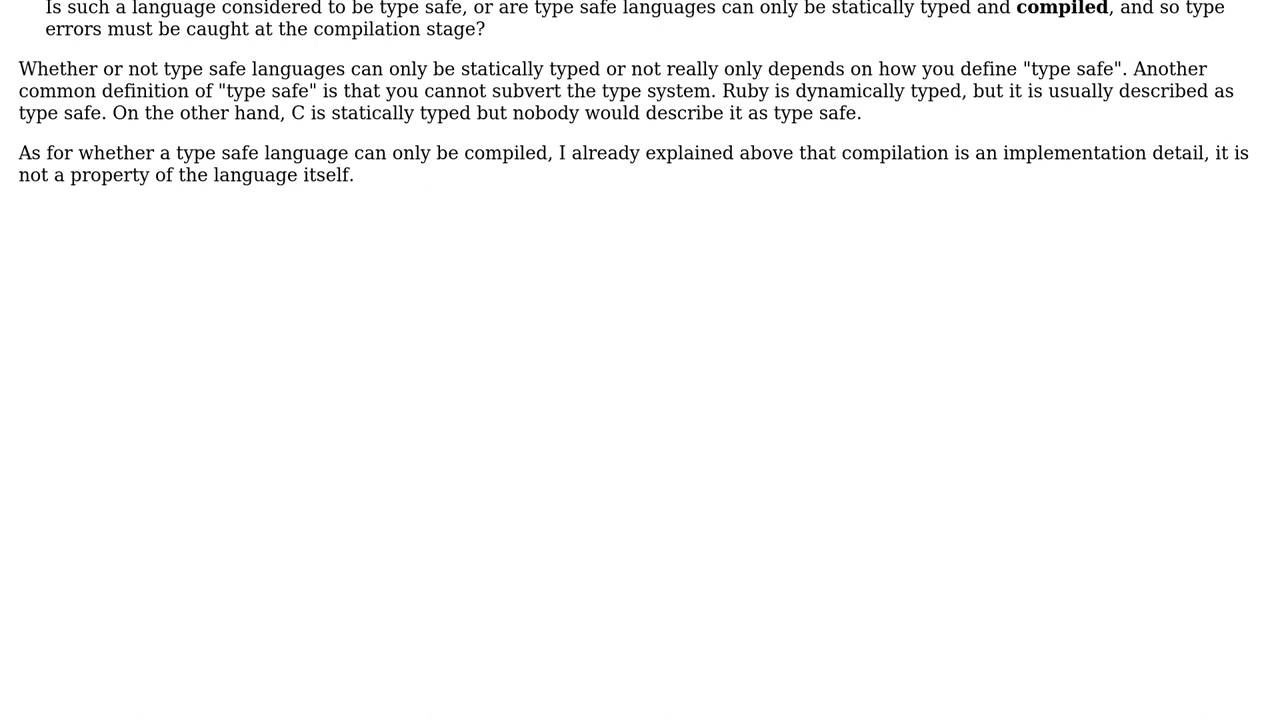 Is such a language considered to be type safe, or are type safe languages can only be statically typed and compiled, and so type
errors must be caught at the compilation stage?
Whether or not type safe languages can only be statically typed or not really only depends on how you define "type safe". Another
common definition of "type safe" is that you cannot subvert the type system. Ruby is dynamically typed, but it is usually described as
type safe. On the other hand, C is statically typed but nobody would describe it as type safe.
As for whether a type safe language can only be compiled, I already explained above that compilation is an implementation detail, it is
not a property of the language itself.